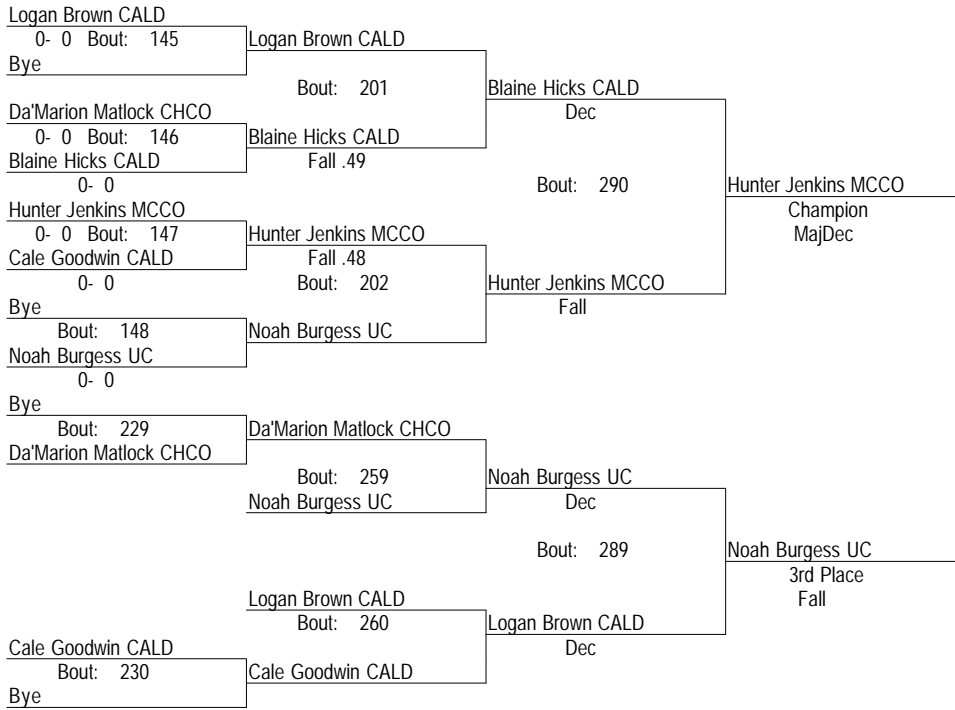 Logan Brown CALD
0- 0 Bout: 145
Logan Brown CALD
Bye
Bout: 201
Blaine Hicks CALD
Da'Marion Matlock CHCO
Dec
0- 0 Bout: 146
Blaine Hicks CALD
Blaine Hicks CALD
Fall .49
0- 0
Bout: 290
Hunter Jenkins MCCO
Hunter Jenkins MCCO
Champion
0- 0 Bout: 147
Hunter Jenkins MCCO
MajDec
Cale Goodwin CALD
Fall .48
0- 0
Bout: 202
Hunter Jenkins MCCO
Bye
Fall
Bout: 148
Noah Burgess UC
Noah Burgess UC
0- 0
Bye
Bout: 229
Da'Marion Matlock CHCO
Da'Marion Matlock CHCO
Bout: 259
Noah Burgess UC
Noah Burgess UC
Dec
Bout: 289
Noah Burgess UC
3rd Place
Logan Brown CALD
Fall
Bout: 260
Logan Brown CALD
Cale Goodwin CALD
Dec
Bout: 230
Cale Goodwin CALD
Bye